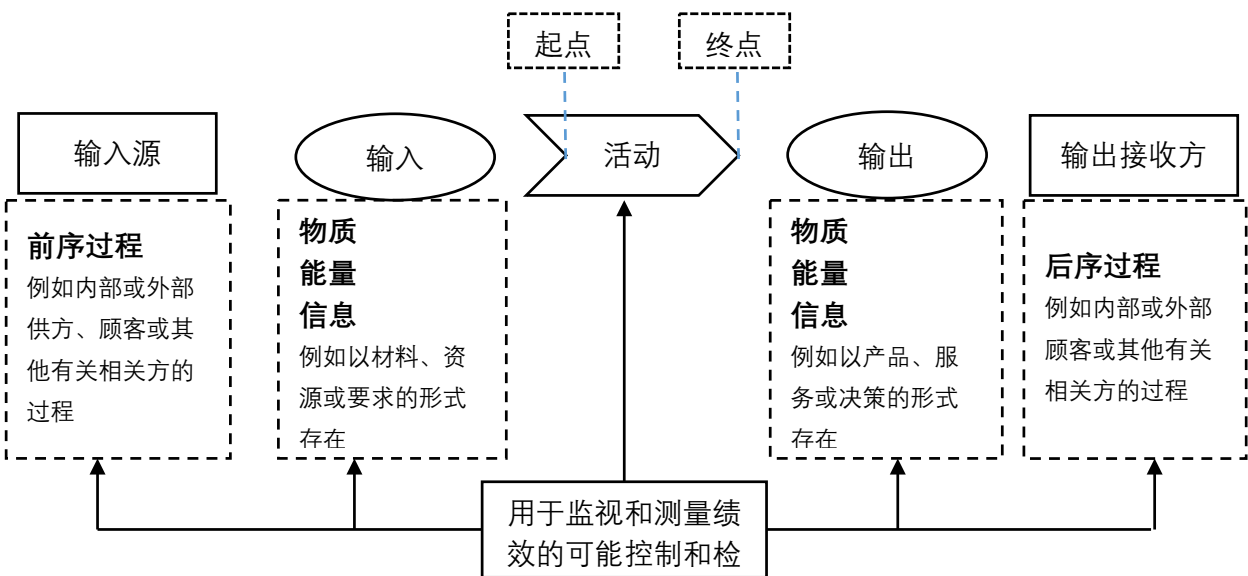 起点
终点
输入源
输入
活动
输出
输出接收方
前序过程
例如内部或外部
供方、顾客或其
他有关相关方的
过程
物质
能量
信息
例如以材料、资
源或要求的形式
存在
物质
能量
信息
例如以产品、服
务或决策的形式
存在
后序过程
例如内部或外部
顾客或其他有关
相关方的过程
用于监视和测量绩
效的可能控制和检